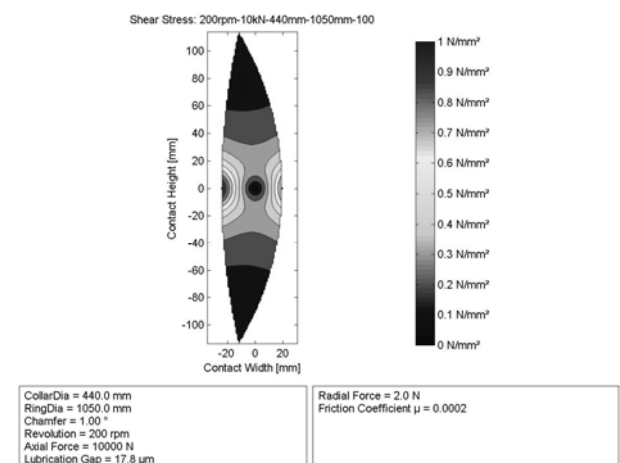 Shear Stress: 200rpm-10kN-440mm-1050mm-100
100
80
60
40
20
0
-20
-40
-60
-80
-100
Contact Height [mm]
-20 0 20
Contact Width [mm]
1 N/mm²
0.9 N/mm²
0.8 N/mm²
0.7 N/mm²
0.6 N/mm²
0.5 N/mm²
0.4 N/mm²
0.3 N/mm²
0.2 N/mm²
0.1 N/mm²
0 N/mm²
CollarDia = 440.0 mm
RingDia = 1050.0 mm
Chamfer = 1.00 °
Revolution = 200 rpm
Axial Force = 10000 N
Lubrication Gap = 17.8 µm
Radial Force = 2.0 N
Friction Coefficient µ = 0.0002